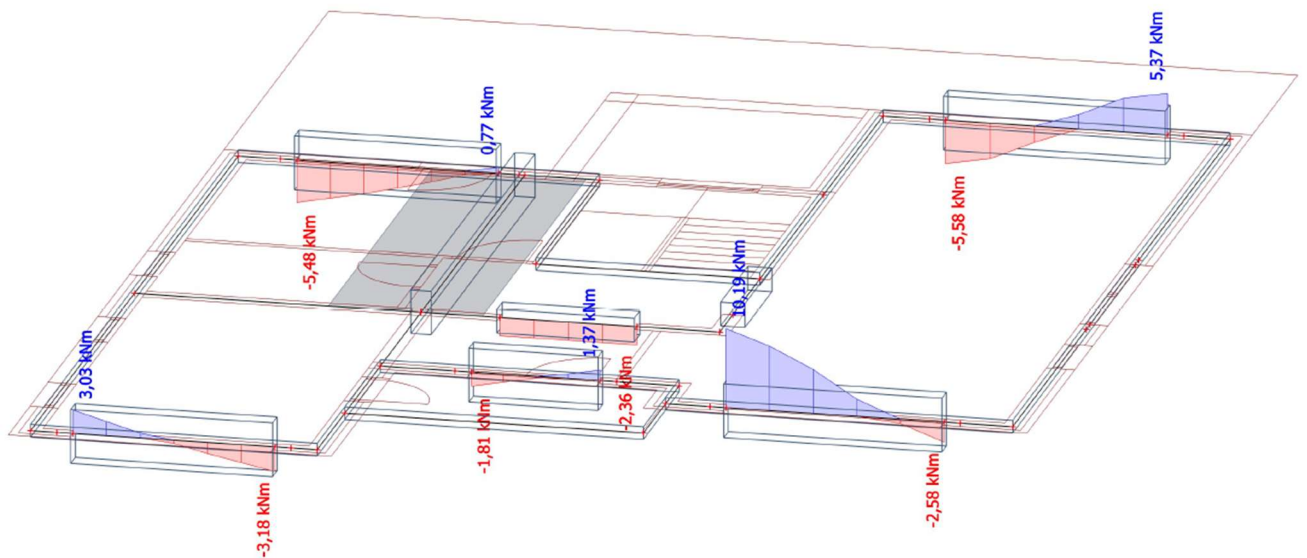 5,37 kNm
0,77 kNm
-5,58 kNm
-5,48 kNm
10,19 kNm
1,37 kNm
3,03 kNm
-2,36 kNm
-1,81 kNm
-2,58 kNm
-3,18 kNm